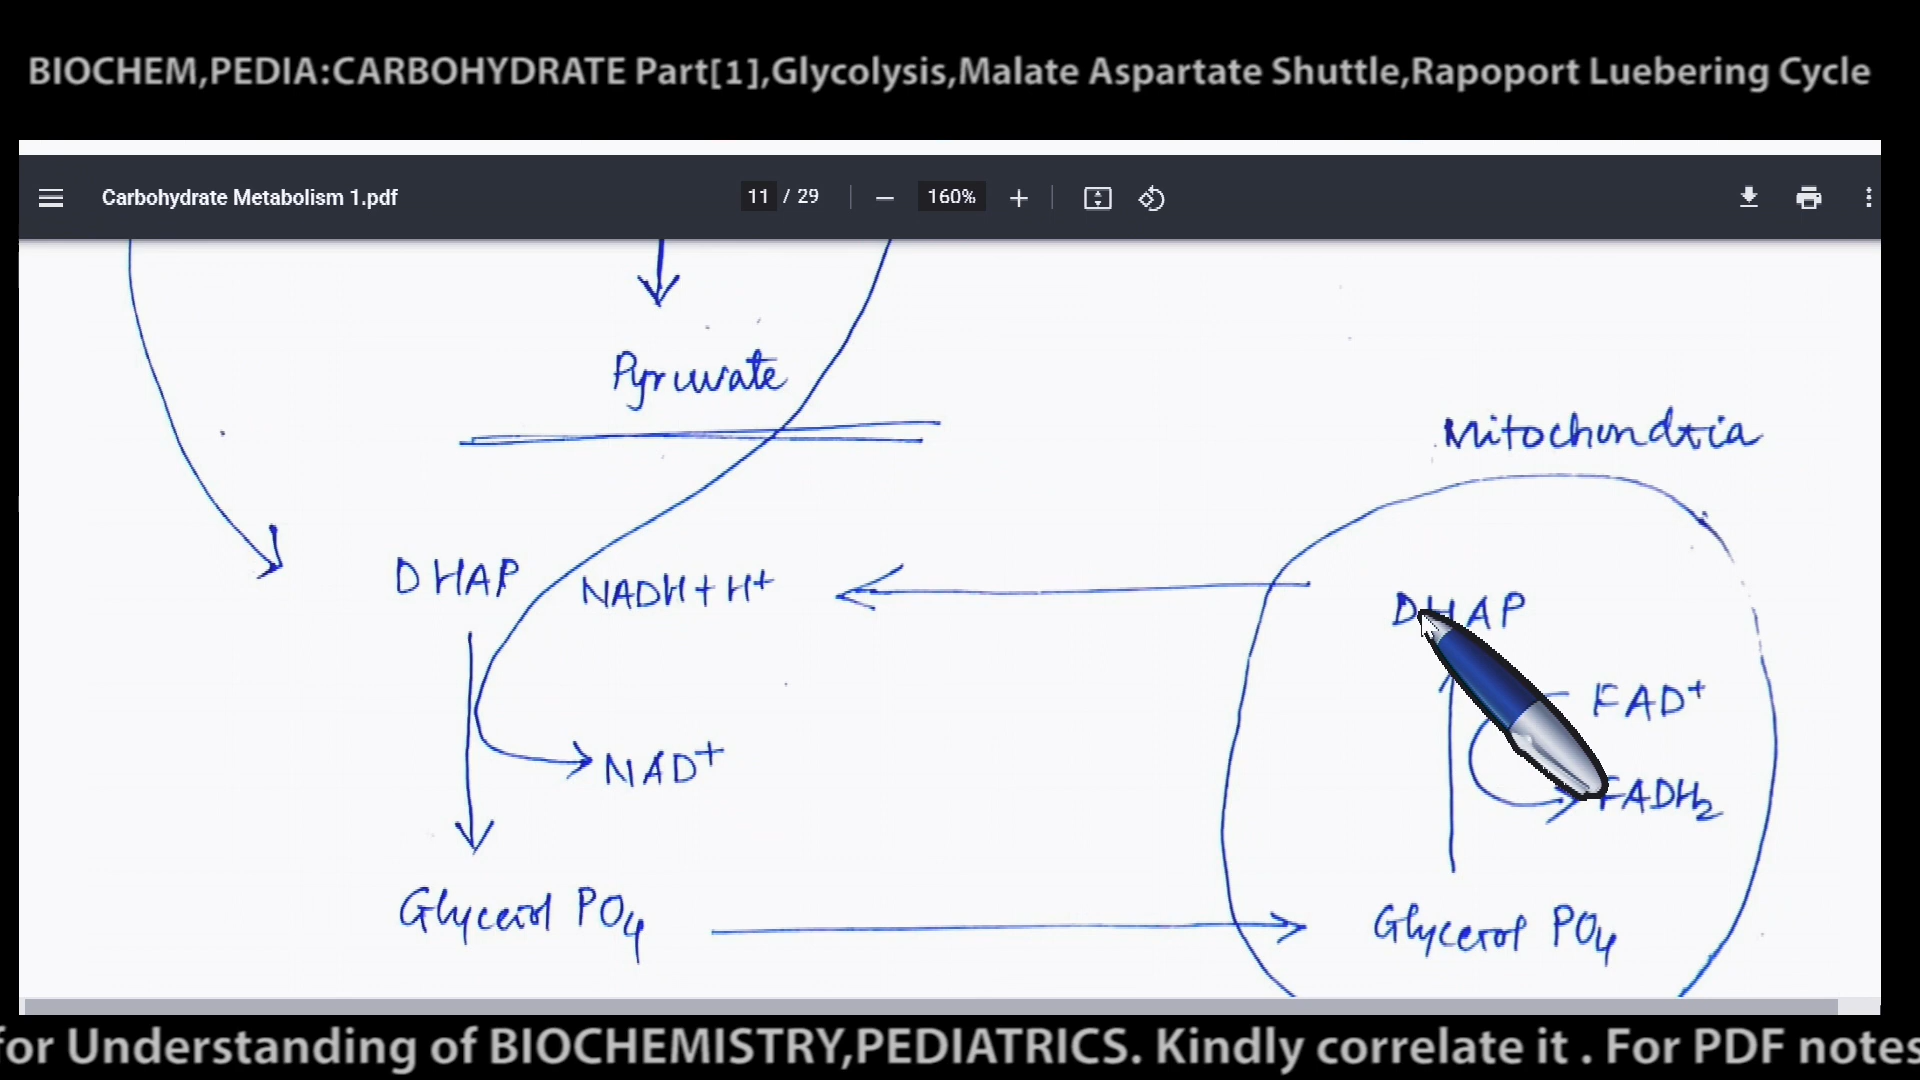 BIOCHEM,PEDIA:CARBOHYDRATE Part[1],Glycolysis,Malate Aspartate Shuttle,Rapoport Luebering Cycle
Carbohydrate Metabolism 1.pdf
11 / 29
160%
Pyruvate
Mitochondria
DHAP NADH+H+
DHAP
FAD+
NAD+
FADH2
Glycerol PO4
Glycerol PO4
for Understanding of BIOCHEMISTRY,PEDIATRICS. Kindly correlate it . For PDF notes